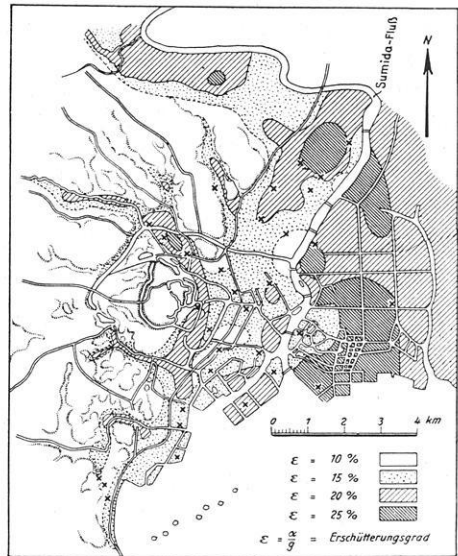 Sumida-Fluß
N
0 1 2 3 4 km
ε = 10 %
ε = 15 %
ε = 20 %
ε = 25 %
ε = α/g = Erschütterungsgrad